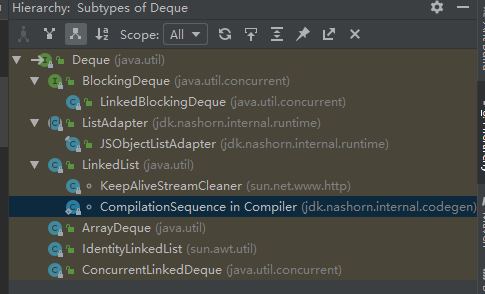 Hierarchy: Subtypes of Deque
Scope: All
Deque (java.util)
BlockingDeque (java.util.concurrent)
LinkedBlockingDeque (java.util.concurrent)
ListAdapter (jdk.nashorn.internal.runtime)
JSObjectListAdapter (jdk.nashorn.internal.runtime)
LinkedList (java.util)
KeepAliveStreamCleaner (sun.net.www.http)
CompilationSequence in Compiler (jdk.nashorn.internal.codegen)
ArrayDeque (java.util)
IdentityLinkedList (sun.awt.util)
ConcurrentLinkedDeque (java.util.concurrent)